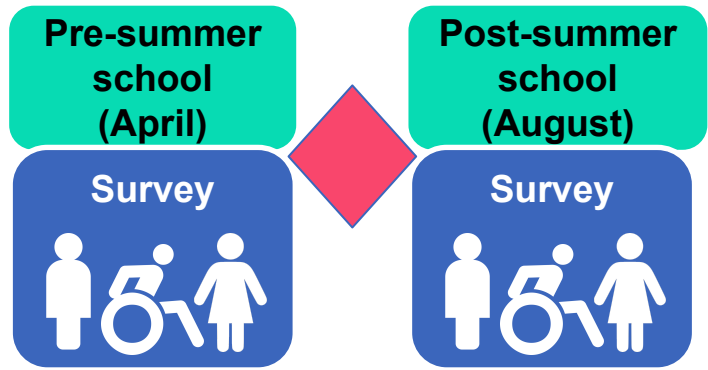 Pre-summer
school
(April)
Survey
Post-summer
school
(August)
Survey